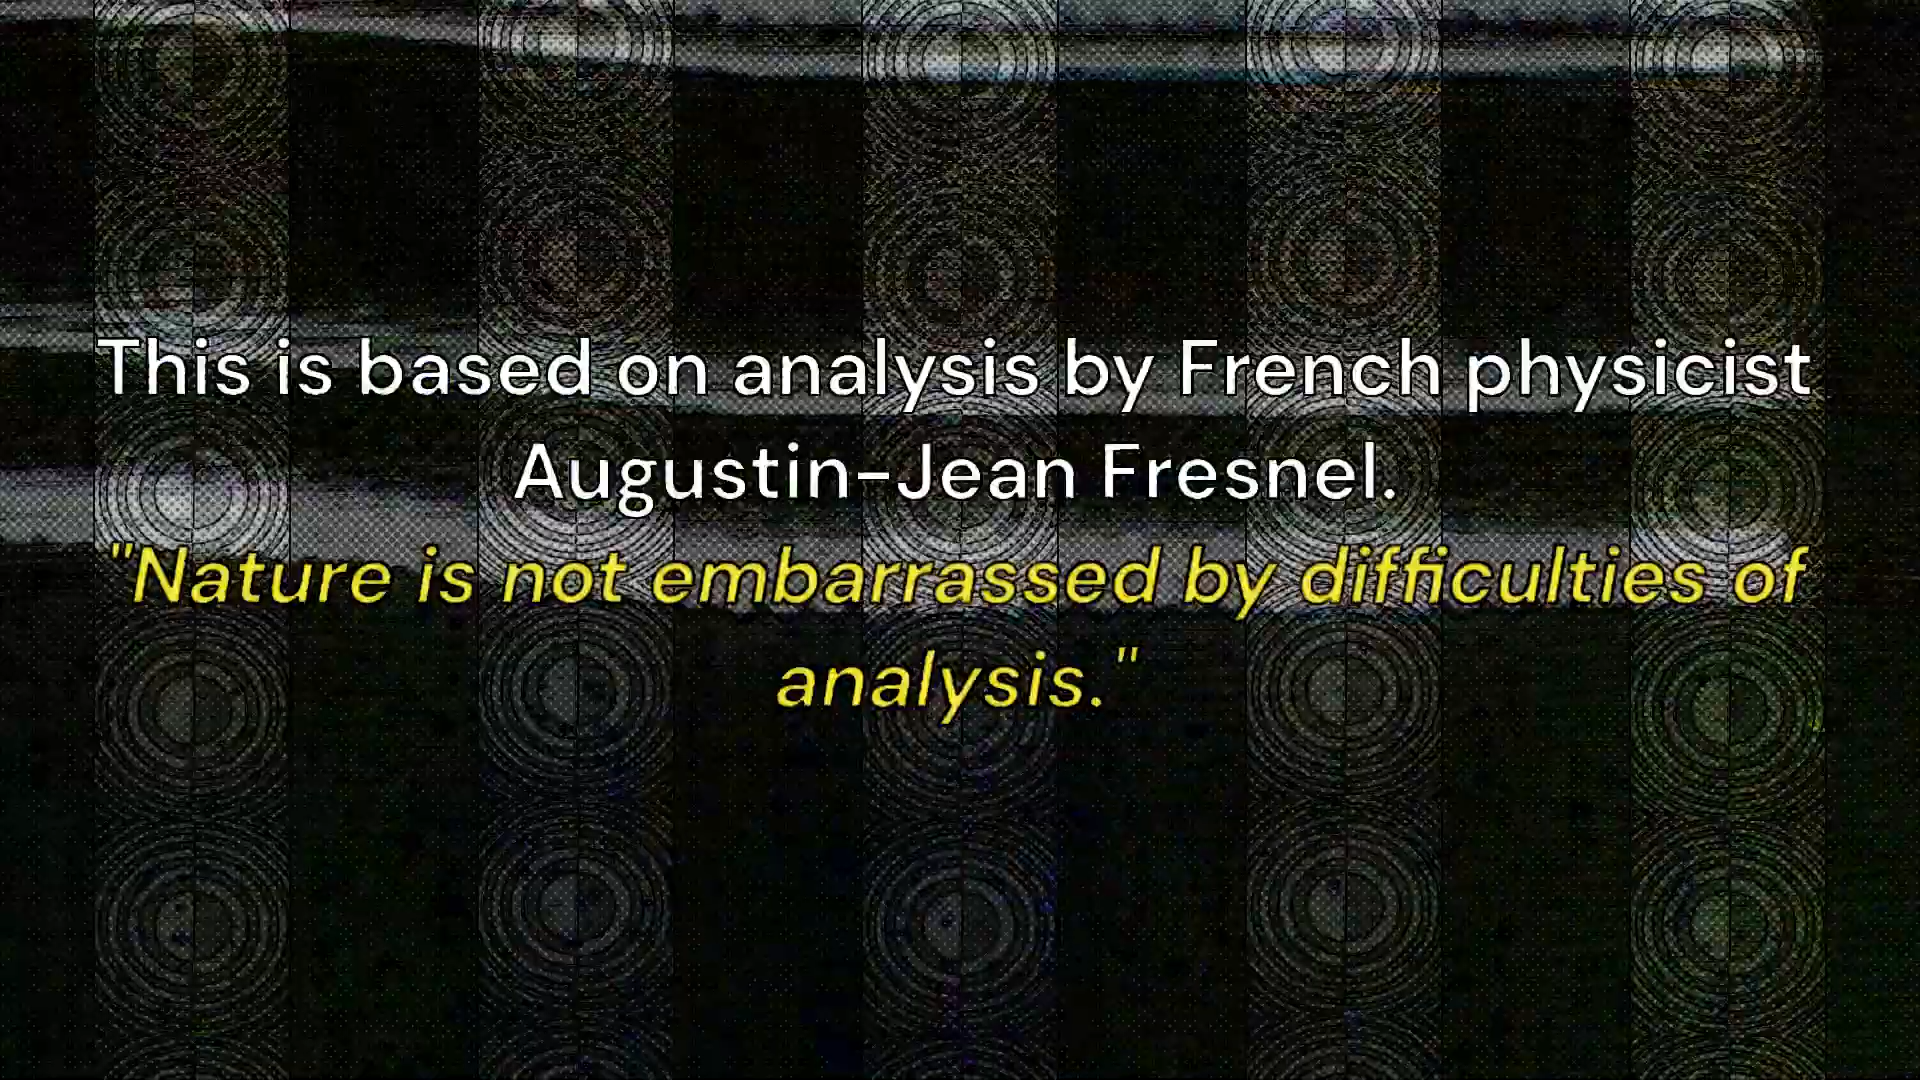 This is based on analysis by French physicist
Augustin-Jean Fresnel.
"Nature is not embarrassed by difficulties of
analysis."